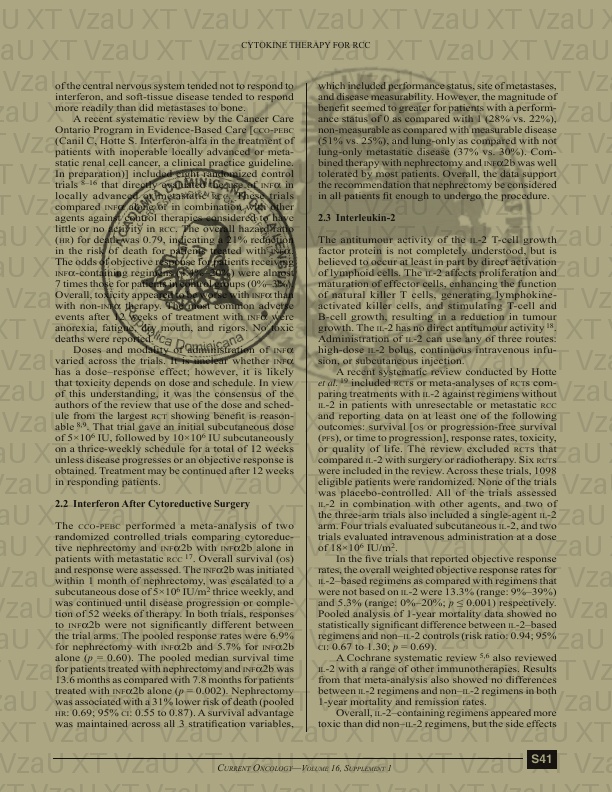 CYTOKINE THERAPY FOR RCC
of the central nervous system tended not to respond to
interferon, and soft-tissue disease tended to respond
more readily than did metastases to bone.
A recent systematic review by the Cancer Care
Ontario Program in Evidence-Based Care [CCO-PEBC
(Canil C, Hotte S. Interferon-alfa in the treatment of
patients with inoperable locally advanced or meta-
static renal cell cancer, a clinical practice guideline.
In preparation)] included eight randomized control
trials 8–16 that directly evaluated the use of INFα in
locally advanced or metastatic RCC. These trials
compared INFα alone or in combination with other
agents against control therapies considered to have
little or no activity in RCC. The overall hazard ratio
(HR) for death was 0.79, indicating a 21% reduction
in the risk of death for patients treated with INFα.
The odds of objective response for patients receiving
INFα-containing regimens were almost
7 times those for patients in control groups (0%–
Overall, toxicity appeared to be worse with INFα than
with non-INFα therapy. The most common adverse
events after 12 weeks of treatment with INFα were
anorexia, fatigue, dry mouth, and rigors. No toxic
deaths were reported.
Doses and modality of administration of INFα
varied across the trials. It is unclear whether INFα
has a dose–response effect; however, it is likely
that toxicity depends on dose and schedule. In view
of this understanding, it was the consensus of the
authors of the review that use of the dose and sched-
ule from the largest RCT showing benefit is reason-
able 8,9. That trial gave an initial subcutaneous dose
of 5×10⁶ IU, followed by 10×10⁶ IU subcutaneously
on a thrice-weekly schedule for a total of 12 weeks
unless disease progresses or an objective response is
obtained. Treatment may be continued after 12 weeks
in responding patients.
2.2 Interferon After Cytoreductive Surgery
The CCO-PEBC performed a meta-analysis of two
randomized controlled trials comparing cytoreduc-
tive nephrectomy and INFα2b with INFα2b alone in
patients with metastatic RCC 17. Overall survival (OS)
and response were assessed. The INFα2b was initiated
within 1 month of nephrectomy, was escalated to a
subcutaneous dose of 5×10⁶ IU/m² thrice weekly, and
was continued until disease progression or comple-
tion of 52 weeks of therapy. In both trials, responses
to INFα2b were not significantly different between
the trial arms. The pooled response rates were 6.9%
for nephrectomy with INFα2b and 5.7% for INFα2b
alone (p = 0.60). The pooled median survival time
for patients treated with nephrectomy and INFα2b was
13.6 months as compared with 7.8 months for patients
treated with INFα2b alone (p = 0.002). Nephrectomy
was associated with a 31% lower risk of death (pooled
HR: 0.69; 95% CI: 0.55 to 0.87). A survival advantage
was maintained across all 3 stratification variables,
which included performance status, site of metastases,
and disease measurability. However, the magnitude of
benefit seemed to greater for patients with a perform-
ance status of 0 as compared with 1 (28% vs. 22%),
non-measurable as compared with measurable disease
(51% vs. 25%), and lung-only as compared with not
lung-only metastatic disease (37% vs. 30%). Com-
bined therapy with nephrectomy and INFα2b was well
tolerated by most patients. Overall, the data support
the recommendation that nephrectomy be considered
in all patients fit enough to undergo the procedure.
2.3 Interleukin-2
The antitumour activity of the IL-2 T-cell growth
factor protein is not completely understood, but is
believed to occur at least in part by direct activation
of lymphoid cells. The IL-2 affects proliferation and
maturation of effector cells, enhancing the function
of natural killer T cells, generating lymphokine-
activated killer cells, and stimulating T-cell and
B-cell growth, resulting in a reduction in tumour
growth. The IL-2 has no direct antitumour activity 18.
Administration of IL-2 can use any of three routes:
high-dose IL-2 bolus, continuous intravenous infu-
sion, or subcutaneous injection.
A recent systematic review conducted by Hotte
et al. 19 included RCTs or meta-analyses of RCTs com-
paring treatments with IL-2 against regimens without
IL-2 in patients with unresectable or metastatic RCC
and reporting data on at least one of the following
outcomes: survival [OS or progression-free survival
(PFS), or time to progression], response rates, toxicity,
or quality of life. The review excluded RCTs that
compared IL-2 with surgery or radiotherapy. Six RCTs
were included in the review. Across these trials, 1098
eligible patients were randomized. None of the trials
was placebo-controlled. All of the trials assessed
IL-2 in combination with other agents, and two of
the three-arm trials also included a single-agent IL-2
arm. Four trials evaluated subcutaneous IL-2, and two
trials evaluated intravenous administration at a dose
of 18×10⁶ IU/m².
In the five trials that reported objective response
rates, the overall weighted objective response rates for
IL-2–based regimens as compared with regimens that
were not based on IL-2 were 13.3% (range: 9%–39%)
and 5.3% (range: 0%–20%; p ≤ 0.001) respectively.
Pooled analysis of 1-year mortality data showed no
statistically significant difference between IL-2–based
regimens and non–IL-2 controls (risk ratio: 0.94; 95%
CI: 0.67 to 1.30; p = 0.69).
A Cochrane systematic review 5,6 also reviewed
IL-2 with a range of other immunotherapies. Results
from that meta-analysis also showed no differences
between IL-2 regimens and non–IL-2 regimens in both
1-year mortality and remission rates.
Overall, IL-2–containing regimens appeared more
toxic than did non–IL-2 regimens, but the side effects
CURRENT ONCOLOGY—VOLUME 16, SUPPLEMENT 1
S41
VzaU XT
República Dominicana